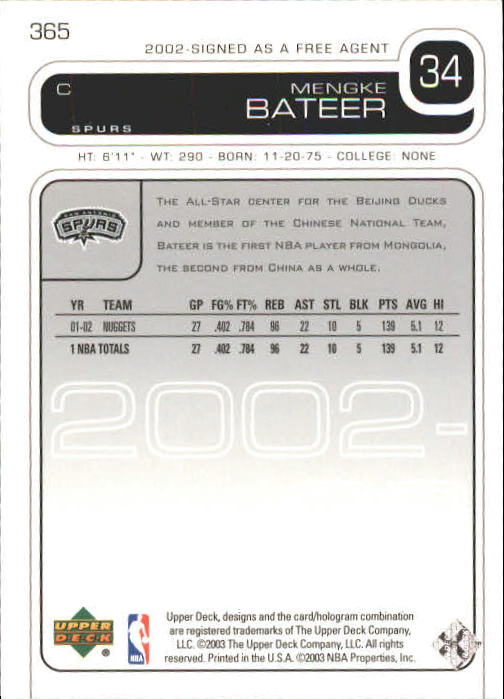 365
2002-SIGNED AS A FREE AGENT
34
C
MENGKE
BATEER
SPURS
HT: 6'11" - WT: 290 - BORN: 11-20-75 - COLLEGE: NONE
SAN ANTONIO
SPURS
THE ALL-STAR CENTER FOR THE BEIJING DUCKS
AND MEMBER OF THE CHINESE NATIONAL TEAM,
BATEER IS THE FIRST NBA PLAYER FROM MONGOLIA,
THE SECOND FROM CHINA AS A WHOLE.
YR TEAM GP FG% FT% REB AST STL BLK PTS AVG HI
01-02 NUGGETS 27 .402 .784 96 22 10 5 139 5.1 12
1 NBA TOTALS 27 .402 .784 96 22 10 5 139 5.1 12
2002-
UPPER
DECK
®
NBA
Upper Deck, designs and the card/hologram combination
are registered trademarks of The Upper Deck Company,
LLC. ©2003 The Upper Deck Company, LLC. All rights
reserved. Printed in the U.S.A. ©2003 NBA Properties, Inc.